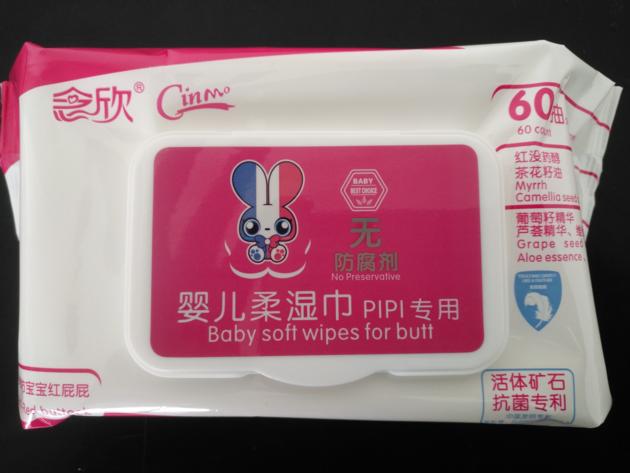 念欣® CinMo
60抽
60 count
红没药醇
茶花籽油
Myrrh
Camellia seed
葡萄籽精华
芦荟精华、
Grape seed
Aloe essence
BABY
BEST CHOICE
无
防腐剂
No Preservative
婴儿柔湿巾 PIPI专用
Baby soft wipes for butt
宝宝红屁屁
活体矿石
抗菌专利